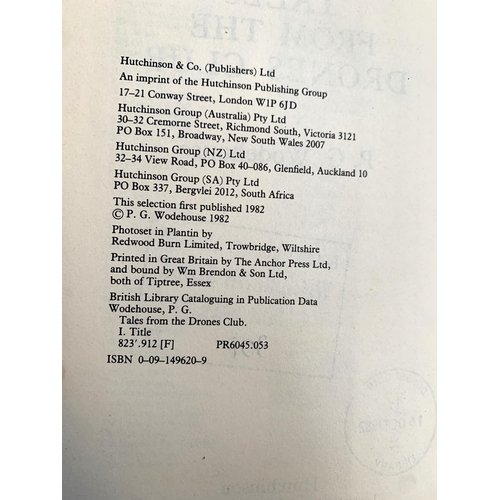 Hutchinson & Co. (Publishers) Ltd
An imprint of the Hutchinson Publishing Group
17–21 Conway Street, London W1P 6JD
Hutchinson Group (Australia) Pty Ltd
30–32 Cremorne Street, Richmond South, Victoria 3121
PO Box 151, Broadway, New South Wales 2007
Hutchinson Group (NZ) Ltd
32–34 View Road, PO Box 40–086, Glenfield, Auckland 10
Hutchinson Group (SA) Pty Ltd
PO Box 337, Bergvlei 2012, South Africa
This selection first published 1982
© P. G. Wodehouse 1982
Photoset in Plantin by
Redwood Burn Limited, Trowbridge, Wiltshire
Printed in Great Britain by The Anchor Press Ltd,
and bound by Wm Brendon & Son Ltd,
both of Tiptree, Essex
British Library Cataloguing in Publication Data
Wodehouse, P. G.
Tales from the Drones Club.
I. Title
823'.912 [F] PR6045.O53
ISBN 0–09–149620–9